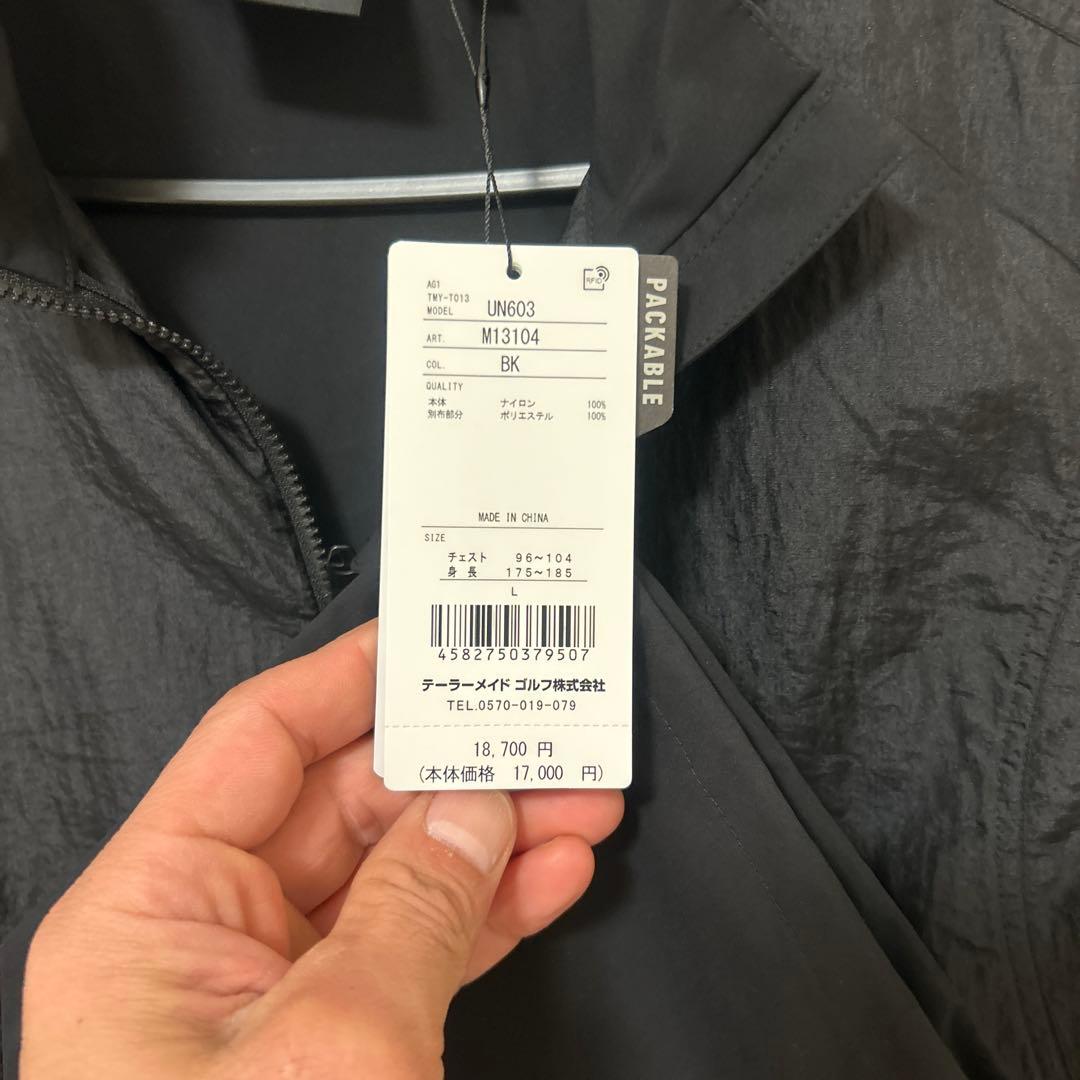 AG1
TMY-T013
MODEL UN603
RFID
ART. M13104
COL. BK
QUALITY
本体 ナイロン 100%
別布部分 ポリエステル 100%
MADE IN CHINA
SIZE
チェスト 96~104
身長 175~185
L
4582750379507
テーラーメイド ゴルフ株式会社
TEL.0570-019-079
18,700 円
(本体価格 17,000 円)
PACKABLE